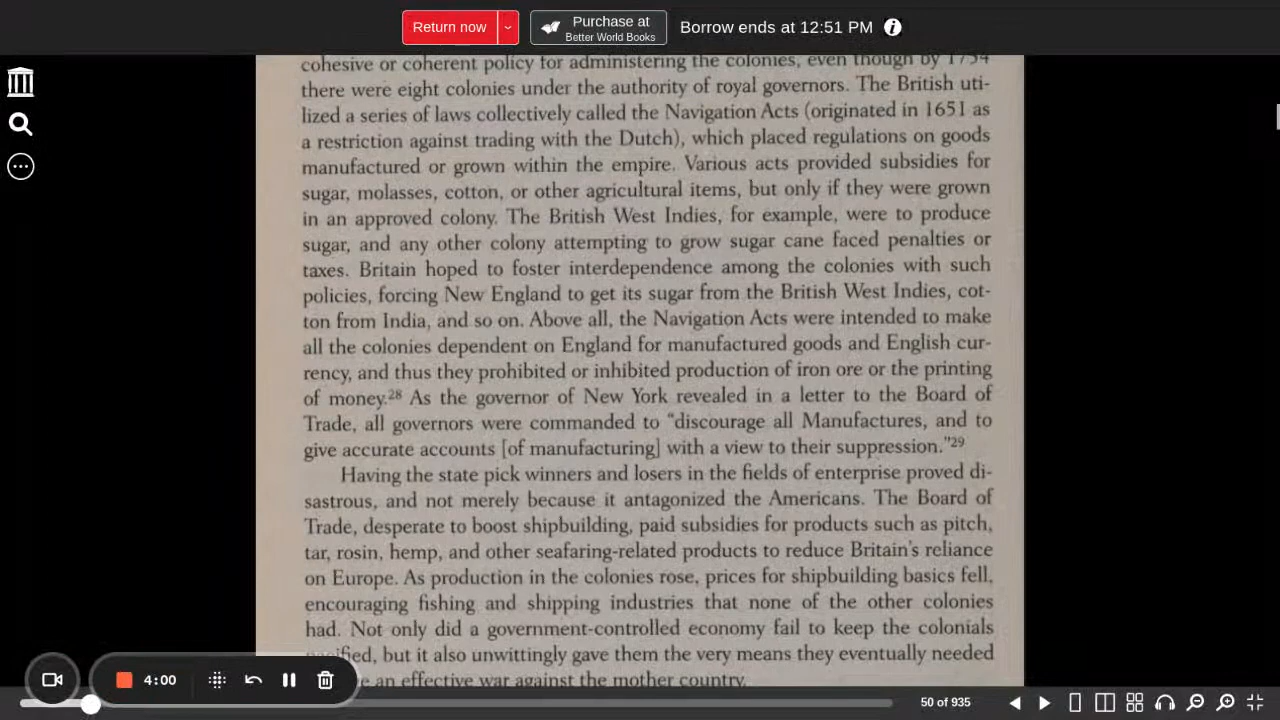 Return now
Purchase at
Better World Books
Borrow ends at 12:51 PM
cohesive or coherent policy for administering the colonies, even though by 1754
there were eight colonies under the authority of royal governors. The British uti-
lized a series of laws collectively called the Navigation Acts (originated in 1651 as
a restriction against trading with the Dutch), which placed regulations on goods
manufactured or grown within the empire. Various acts provided subsidies for
sugar, molasses, cotton, or other agricultural items, but only if they were grown
in an approved colony. The British West Indies, for example, were to produce
sugar, and any other colony attempting to grow sugar cane faced penalties or
taxes. Britain hoped to foster interdependence among the colonies with such
policies, forcing New England to get its sugar from the British West Indies, cot-
ton from India, and so on. Above all, the Navigation Acts were intended to make
all the colonies dependent on England for manufactured goods and English cur-
rency, and thus they prohibited or inhibited production of iron ore or the printing
of money.28 As the governor of New York revealed in a letter to the Board of
Trade, all governors were commanded to “discourage all Manufactures, and to
give accurate accounts [of manufacturing] with a view to their suppression.”29
Having the state pick winners and losers in the fields of enterprise proved di-
sastrous, and not merely because it antagonized the Americans. The Board of
Trade, desperate to boost shipbuilding, paid subsidies for products such as pitch,
tar, rosin, hemp, and other seafaring-related products to reduce Britain’s reliance
on Europe. As production in the colonies rose, prices for shipbuilding basics fell,
encouraging fishing and shipping industries that none of the other colonies
had. Not only did a government-controlled economy fail to keep the colonials
but it also unwittingly gave them the very means they eventually needed
an effective war against the mother country.
4:00
50 of 935